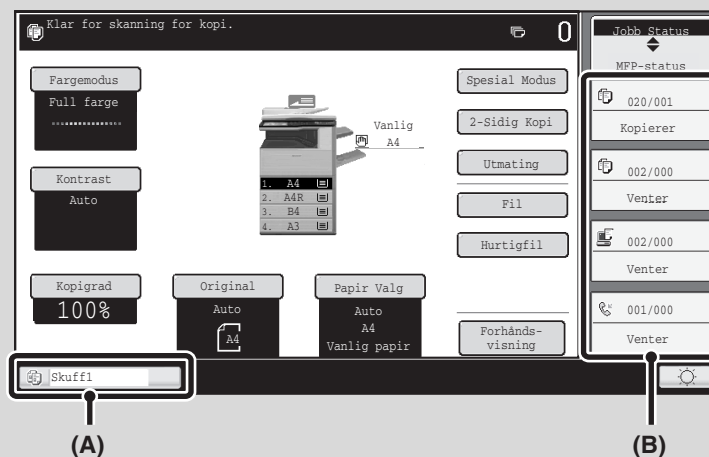 Klar for skanning for kopi.
0
Fargemodus
Full farge
Kontrast
Auto
Kopigrad
100%
Vanlig
A4
1. A4
2. A4R
3. B4
4. A3
Original
Auto
A4
Papir Valg
Auto
A4
Vanlig papir
Spesial Modus
2-Sidig Kopi
Utmating
Fil
Hurtigfil
Forhånds-
visning
Jobb Status
MFP-status
020/001
Kopierer
002/000
Venter
002/000
Venter
001/000
Venter
Skuff1
(A)
(B)